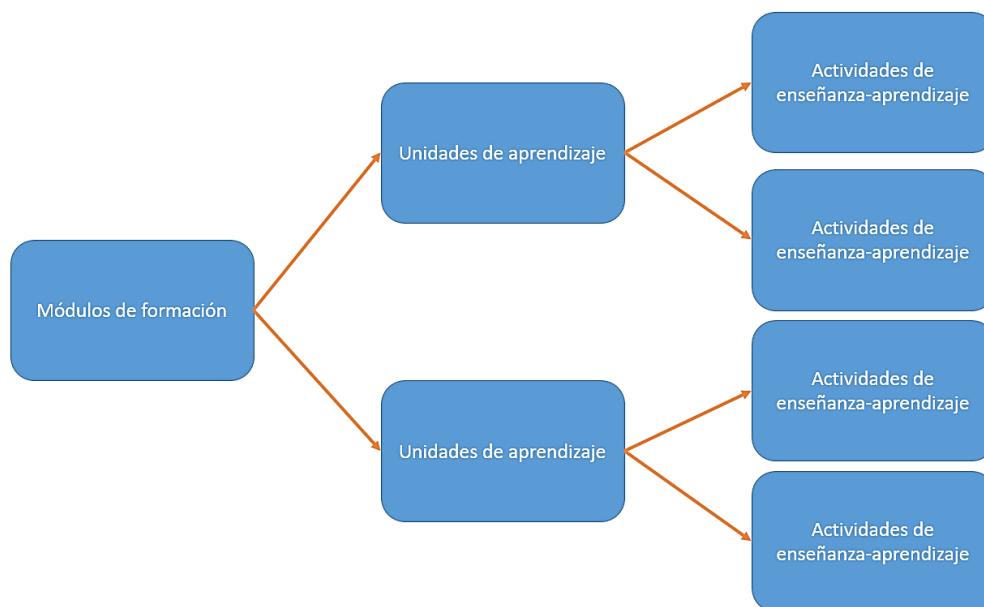 Módulos de formación
Unidades de aprendizaje
Actividades de
enseñanza-aprendizaje
Actividades de
enseñanza-aprendizaje
Unidades de aprendizaje
Actividades de
enseñanza-aprendizaje
Actividades de
enseñanza-aprendizaje